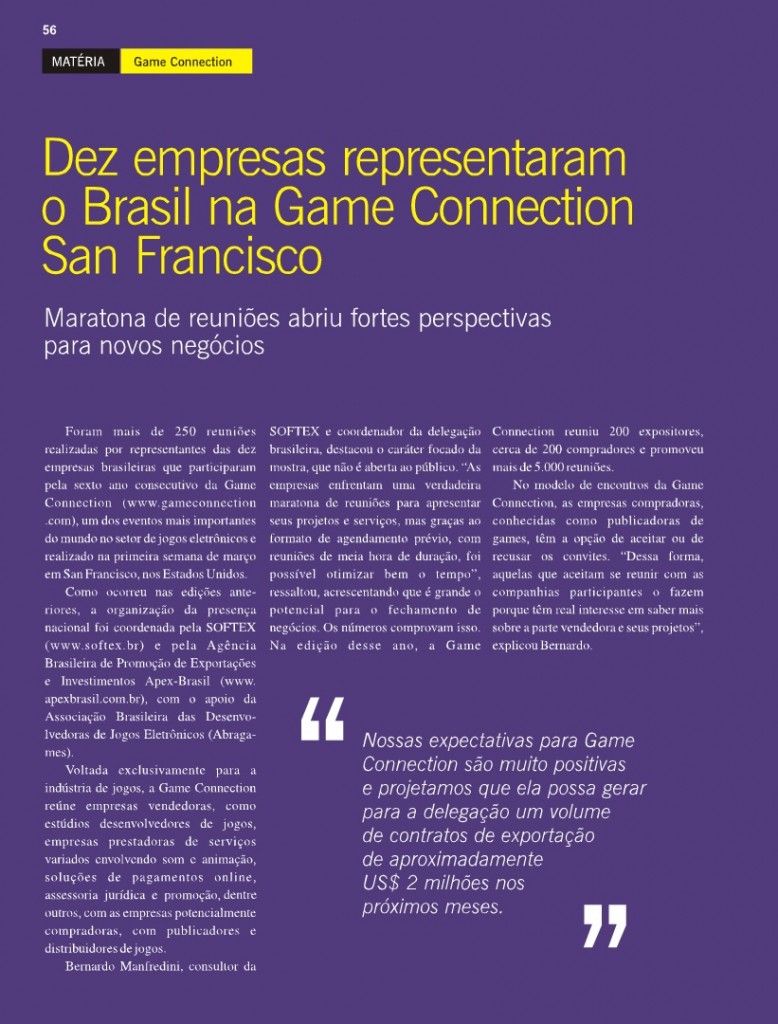 56
MATÉRIA Game Connection
Dez empresas representaram
o Brasil na Game Connection
San Francisco
Maratona de reuniões abriu fortes perspectivas
para novos negócios
Foram mais de 250 reuniões
realizadas por representantes das dez
empresas brasileiras que participaram
pela sexto ano consecutivo da Game
Connection (www.gameconnection
.com), um dos eventos mais importantes
do mundo no setor de jogos eletrônicos e
realizado na primeira semana de março
em San Francisco, nos Estados Unidos.
Como ocorreu nas edições ante-
riores, a organização da presença
nacional foi coordenada pela SOFTEX
(www.softex.br) e pela Agência
Brasileira de Promoção de Exportações
e Investimentos Apex-Brasil (www.
apexbrasil.com.br), com o apoio da
Associação Brasileira das Desenvo-
lvedoras de Jogos Eletrônicos (Abraga-
mes).
Voltada exclusivamente para a
indústria de jogos, a Game Connection
reúne empresas vendedoras, como
estúdios desenvolvedores de jogos,
empresas prestadoras de serviços
variados envolvendo som e animação,
soluções de pagamentos online,
assessoria jurídica e promoção, dentre
outros, com as empresas potencialmente
compradoras, com publicadores e
distribuidores de jogos.
Bernardo Manfredini, consultor da
SOFTEX e coordenador da delegação
brasileira, destacou o caráter focado da
mostra, que não é aberta ao público. “As
empresas enfrentam uma verdadeira
maratona de reuniões para apresentar
seus projetos e serviços, mas graças ao
formato de agendamento prévio, com
reuniões de meia hora de duração, foi
possível otimizar bem o tempo”,
ressaltou, acrescentando que é grande o
potencial para o fechamento de
negócios. Os números comprovam isso.
Na edição desse ano, a Game
Connection reuniu 200 expositores,
cerca de 200 compradores e promoveu
mais de 5.000 reuniões.
No modelo de encontros da Game
Connection, as empresas compradoras,
conhecidas como publicadoras de
games, têm a opção de aceitar ou de
recusar os convites. “Dessa forma,
aquelas que aceitam se reunir com as
companhias participantes o fazem
porque têm real interesse em saber mais
sobre a parte vendedora e seus projetos”,
explicou Bernardo.
“
Nossas expectativas para Game
Connection são muito positivas
e projetamos que ela possa gerar
para a delegação um volume
de contratos de exportação
de aproximadamente
US$ 2 milhões nos
próximos meses.
”